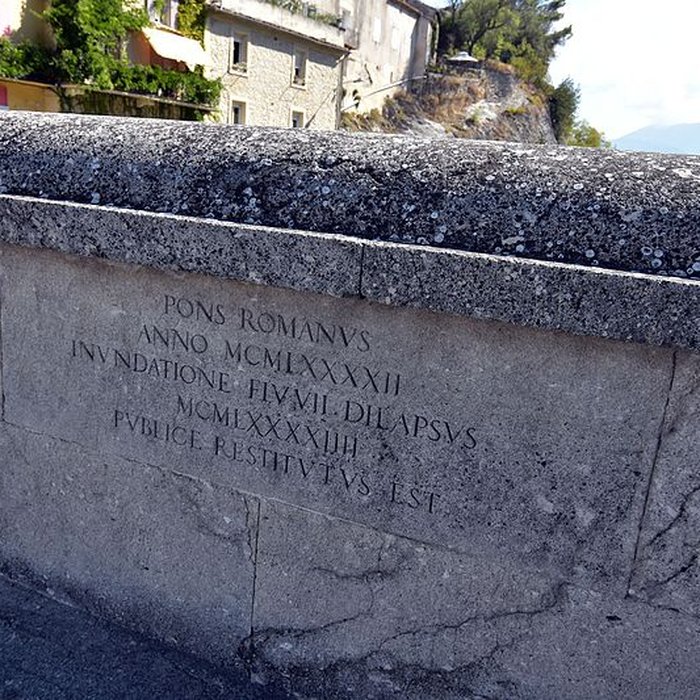 PONS ROMANVS
ANNO MCMLXXXXII
INVNDATIONE FLVVII DILAPSVS
MCMLXXXXIIII
PVBLICE RESTITVTVS EST